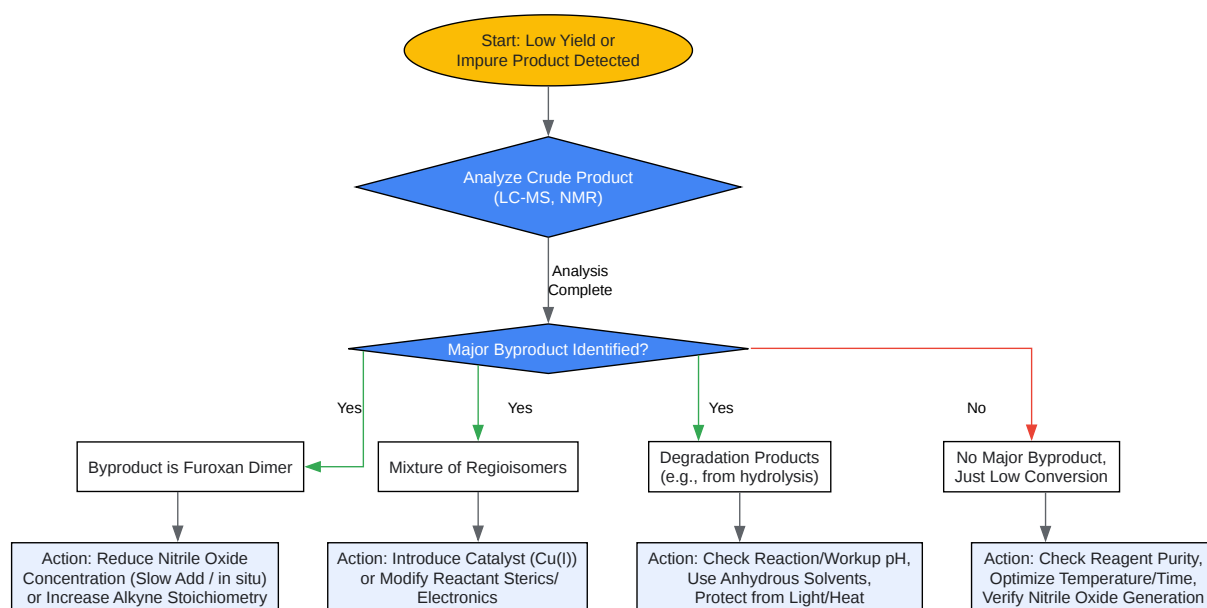 Start: Low Yield or
Impure Product Detected
Analyze Crude Product
(LC-MS, NMR)
Analysis
Complete
Major Byproduct Identified?
Yes
Yes
Yes
No
Byproduct is Furoxan Dimer
Mixture of Regioisomers
Degradation Products
(e.g., from hydrolysis)
No Major Byproduct,
Just Low Conversion
Action: Reduce Nitrile Oxide
Concentration (Slow Add / in situ)
or Increase Alkyne Stoichiometry
Action: Introduce Catalyst (Cu(I))
or Modify Reactant Sterics/
Electronics
Action: Check Reaction/Workup pH,
Use Anhydrous Solvents,
Protect from Light/Heat
Action: Check Reagent Purity,
Optimize Temperature/Time,
Verify Nitrile Oxide Generation